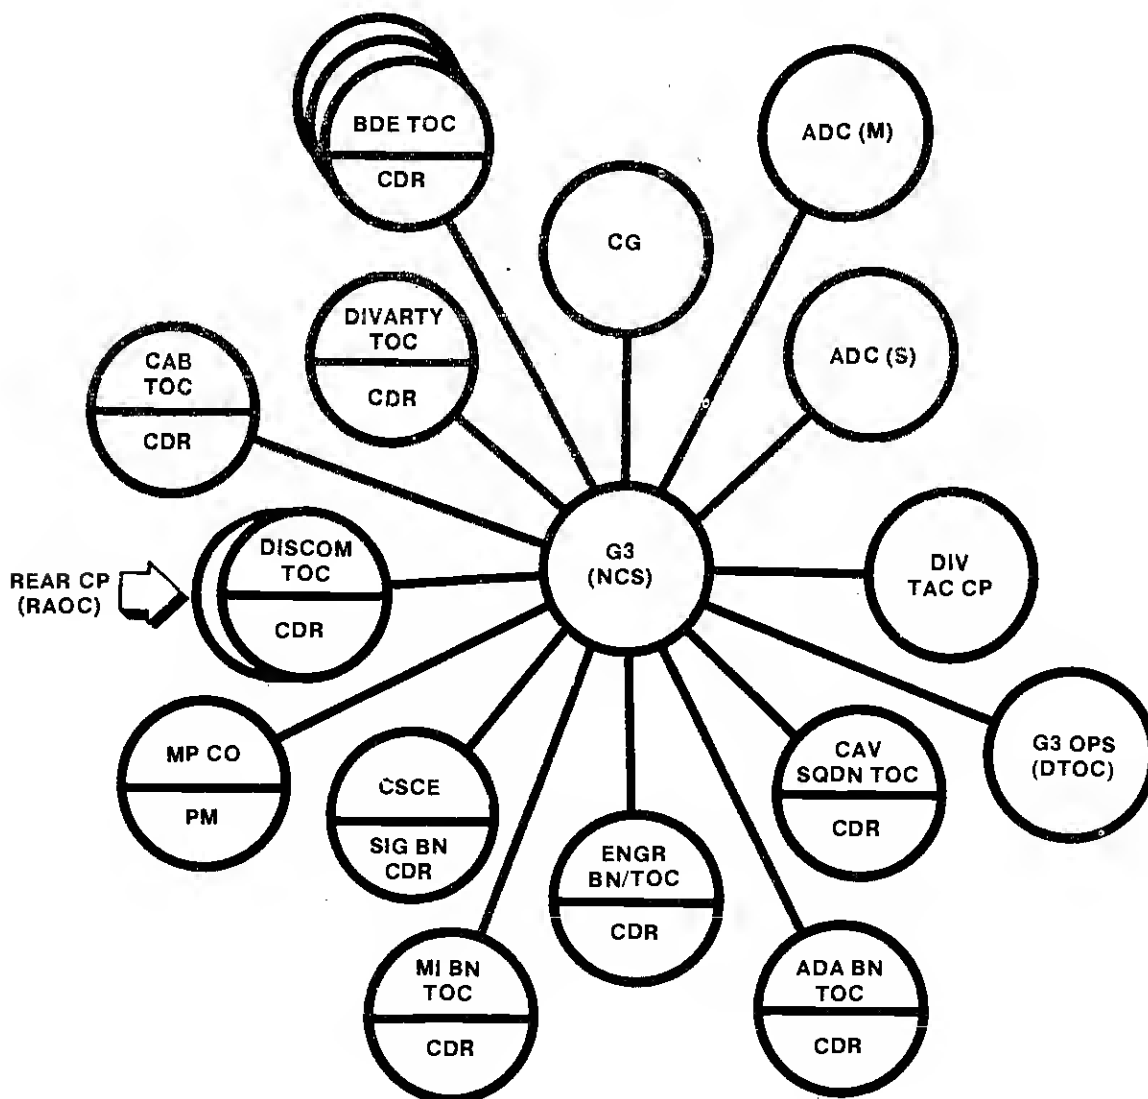 BDE TOC
CDR
ADC (M)
CG
DIVARTY
TOC
CDR
ADC (S)
CAB
TOC
CDR
REAR CP
(RAOC)
DISCOM
TOC
CDR
G3
(NCS)
DIV
TAC CP
MP CO
PM
CSCE
SIG BN
CDR
CAV
SQDN TOC
CDR
G3 OPS
(DTOC)
ENGR
BN/TOC
CDR
MI BN
TOC
CDR
ADA BN
TOC
CDR